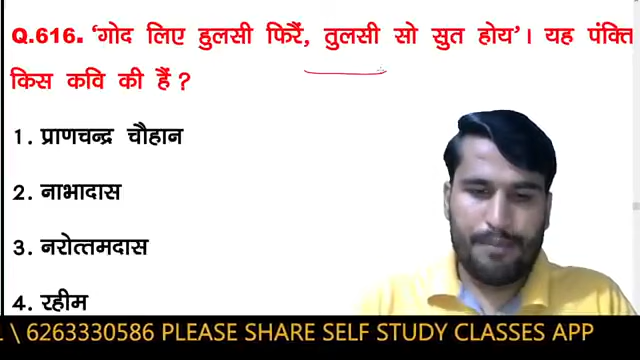 Q.616. ‘गोद लिए हुलसी फिरैं, तुलसी सो सुत होय’। यह पंक्ति
किस कवि की हैं ?
1. प्राणचन्द्र चौहान
2. नाभादास
3. नरोत्तमदास
4. रहीम
\ 6263330586 PLEASE SHARE SELF STUDY CLASSES APP